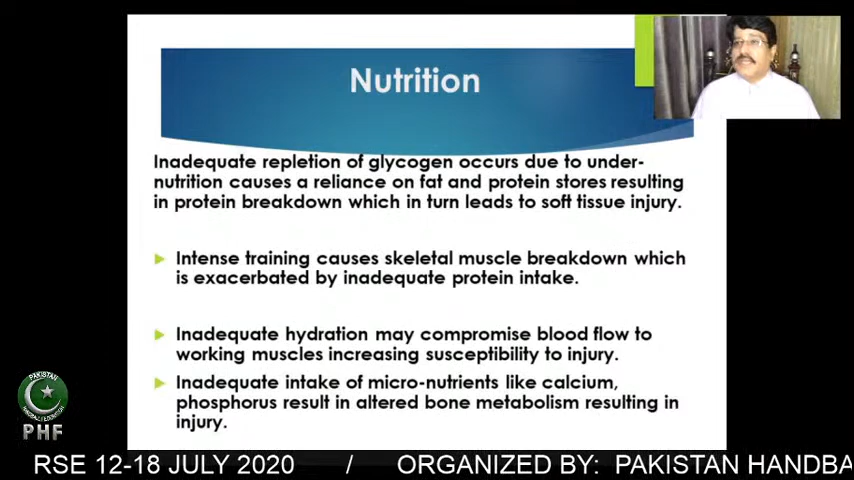 Nutrition
Inadequate repletion of glycogen occurs due to under-
nutrition causes a reliance on fat and protein stores resulting
in protein breakdown which in turn leads to soft tissue injury.
Intense training causes skeletal muscle breakdown which
is exacerbated by inadequate protein intake.
Inadequate hydration may compromise blood flow to
working muscles increasing susceptibility to injury.
Inadequate intake of micro-nutrients like calcium,
phosphorus result in altered bone metabolism resulting in
injury.
PAKISTAN
PHF
RSE 12-18 JULY 2020 / ORGANIZED BY: PAKISTAN HANDBA